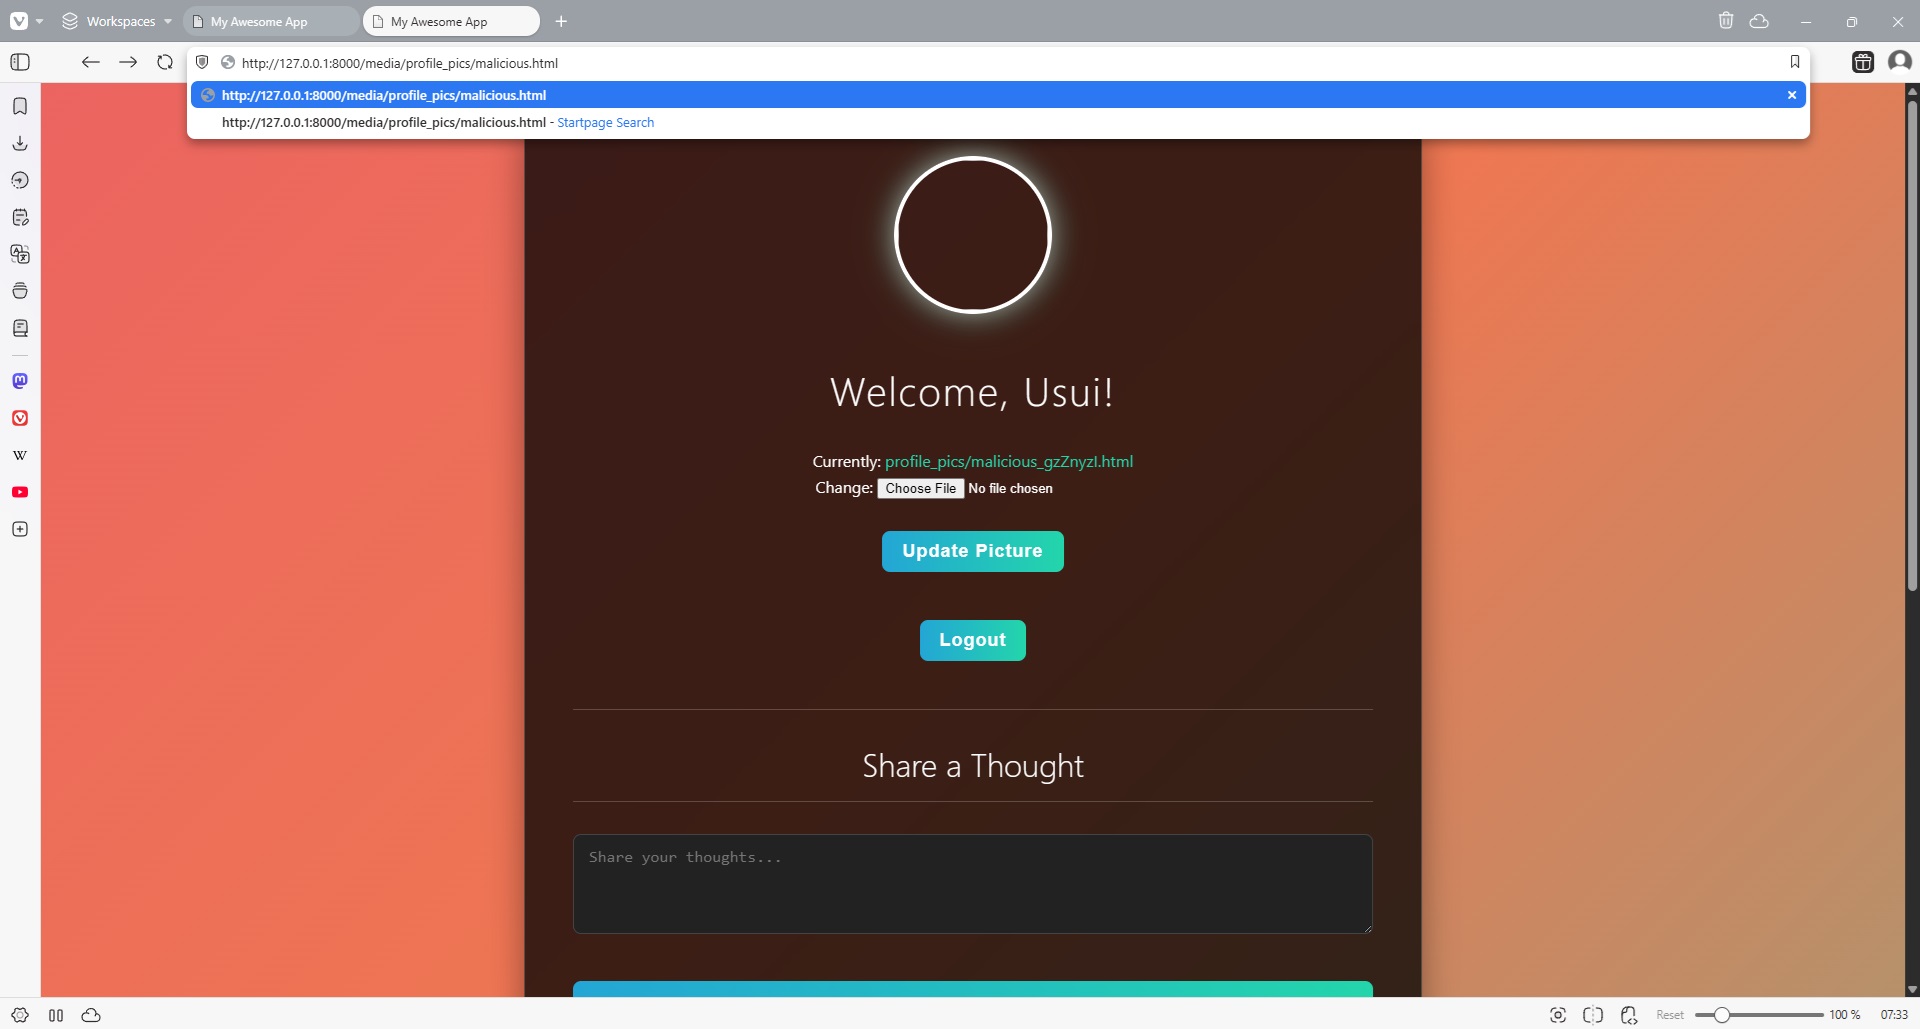 Workspaces
My Awesome App
My Awesome App
http://127.0.0.1:8000/media/profile_pics/malicious.html
http://127.0.0.1:8000/media/profile_pics/malicious.html
http://127.0.0.1:8000/media/profile_pics/malicious.html - Startpage Search
Welcome, Usui!
Currently: profile_pics/malicious_gzZnyzI.html
Change: Choose File No file chosen
Update Picture
Logout
Share a Thought
Share your thoughts...
W
Reset
100 %
07:33